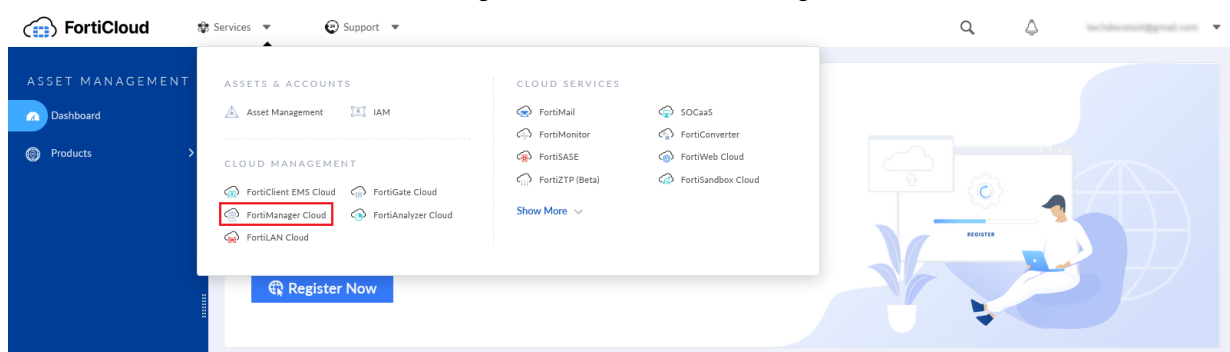 FortiCloud
Services
Support
ASSET MANAGEMENT
Dashboard
Products
ASSETS & ACCOUNTS
Asset Management
IAM
CLOUD MANAGEMENT
FortiClient EMS Cloud
FortiGate Cloud
FortiManager Cloud
FortiAnalyzer Cloud
FortiLAN Cloud
CLOUD SERVICES
FortiMail
SOCaaS
FortiMonitor
FortiConverter
FortiSASE
FortiWeb Cloud
FortiZTP (Beta)
FortiSandbox Cloud
Show More
REGISTER
Register Now